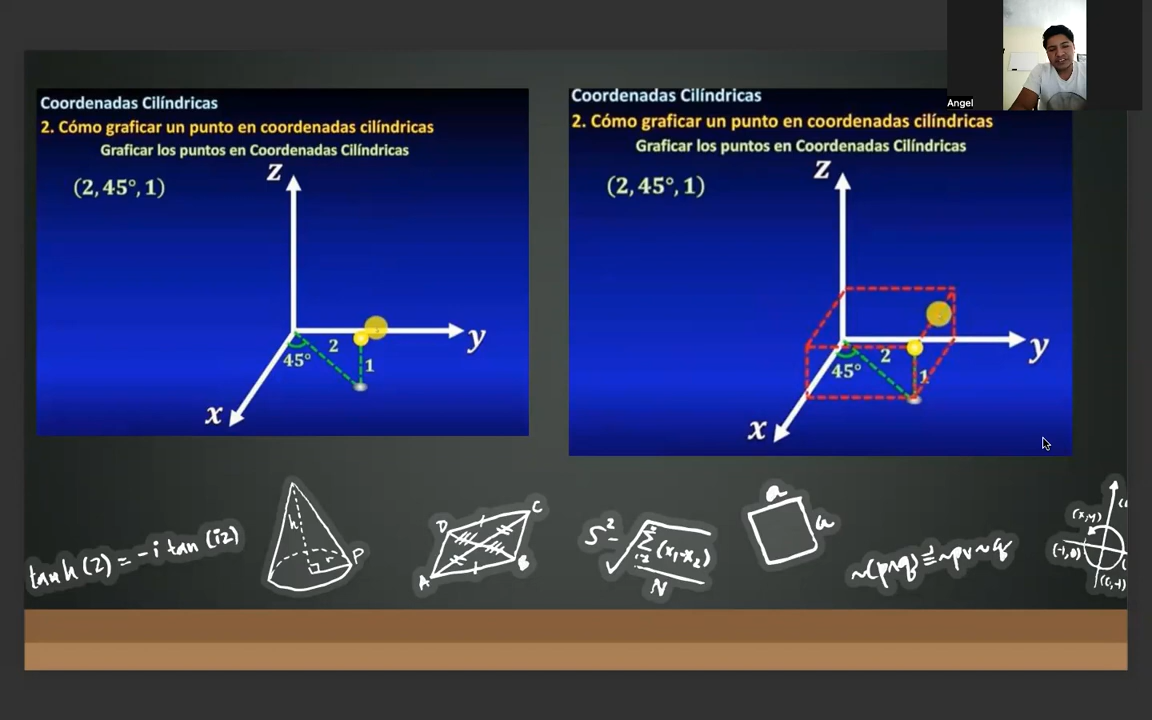 Angel
Coordenadas Cilíndricas
2. Cómo graficar un punto en coordenadas cilíndricas
Graficar los puntos en Coordenadas Cilíndricas
(2, 45°, 1)
z
y
x
45°
2
1
Coordenadas Cilíndricas
2. Cómo graficar un punto en coordenadas cilíndricas
Graficar los puntos en Coordenadas Cilíndricas
(2, 45°, 1)
z
y
x
45°
2
1
tanh(z) = -i tan(iz)
h
r
P
D
C
A
B
a
a
~(p∧q)≡~p∨~q
(x,y)
(-1,0)